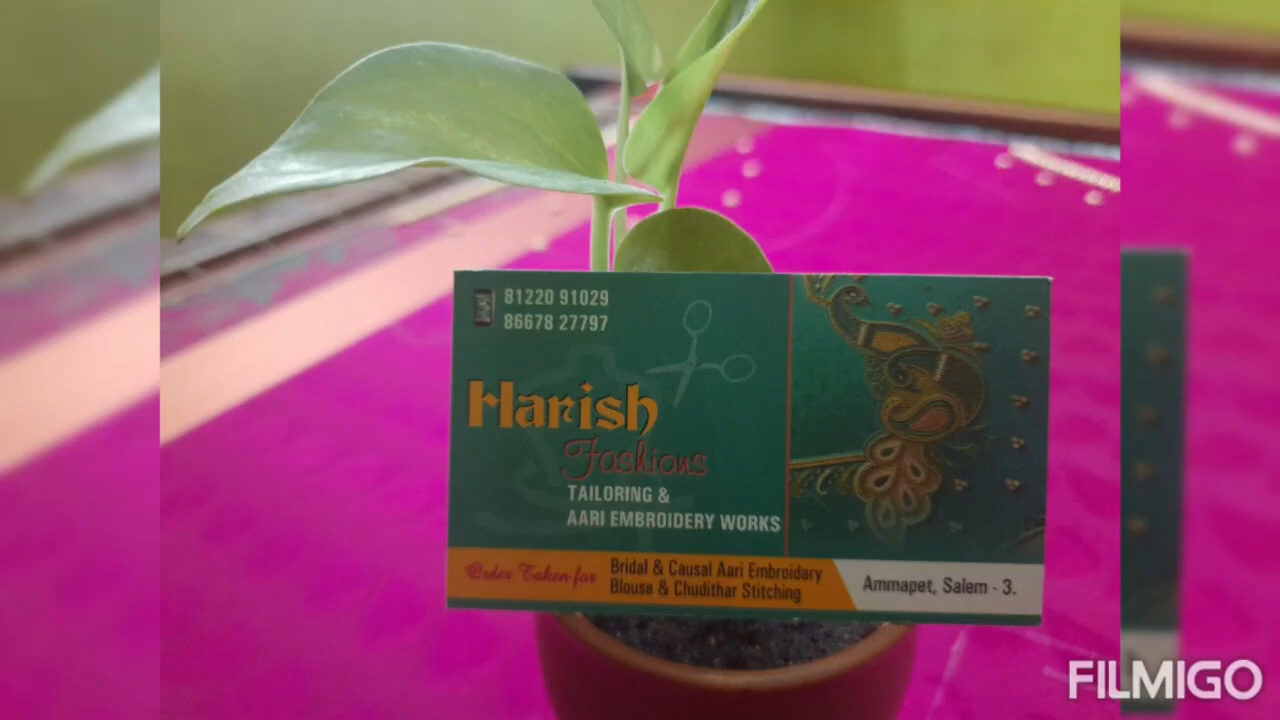 81220 91029
86678 27797
Harish
Fashions
TAILORING &
AARI EMBROIDERY WORKS
Order Taken for
Bridal & Causal Aari Embroidary
Blouse & Chudithar Stitching
Ammapet, Salem - 3.
FILMIGO